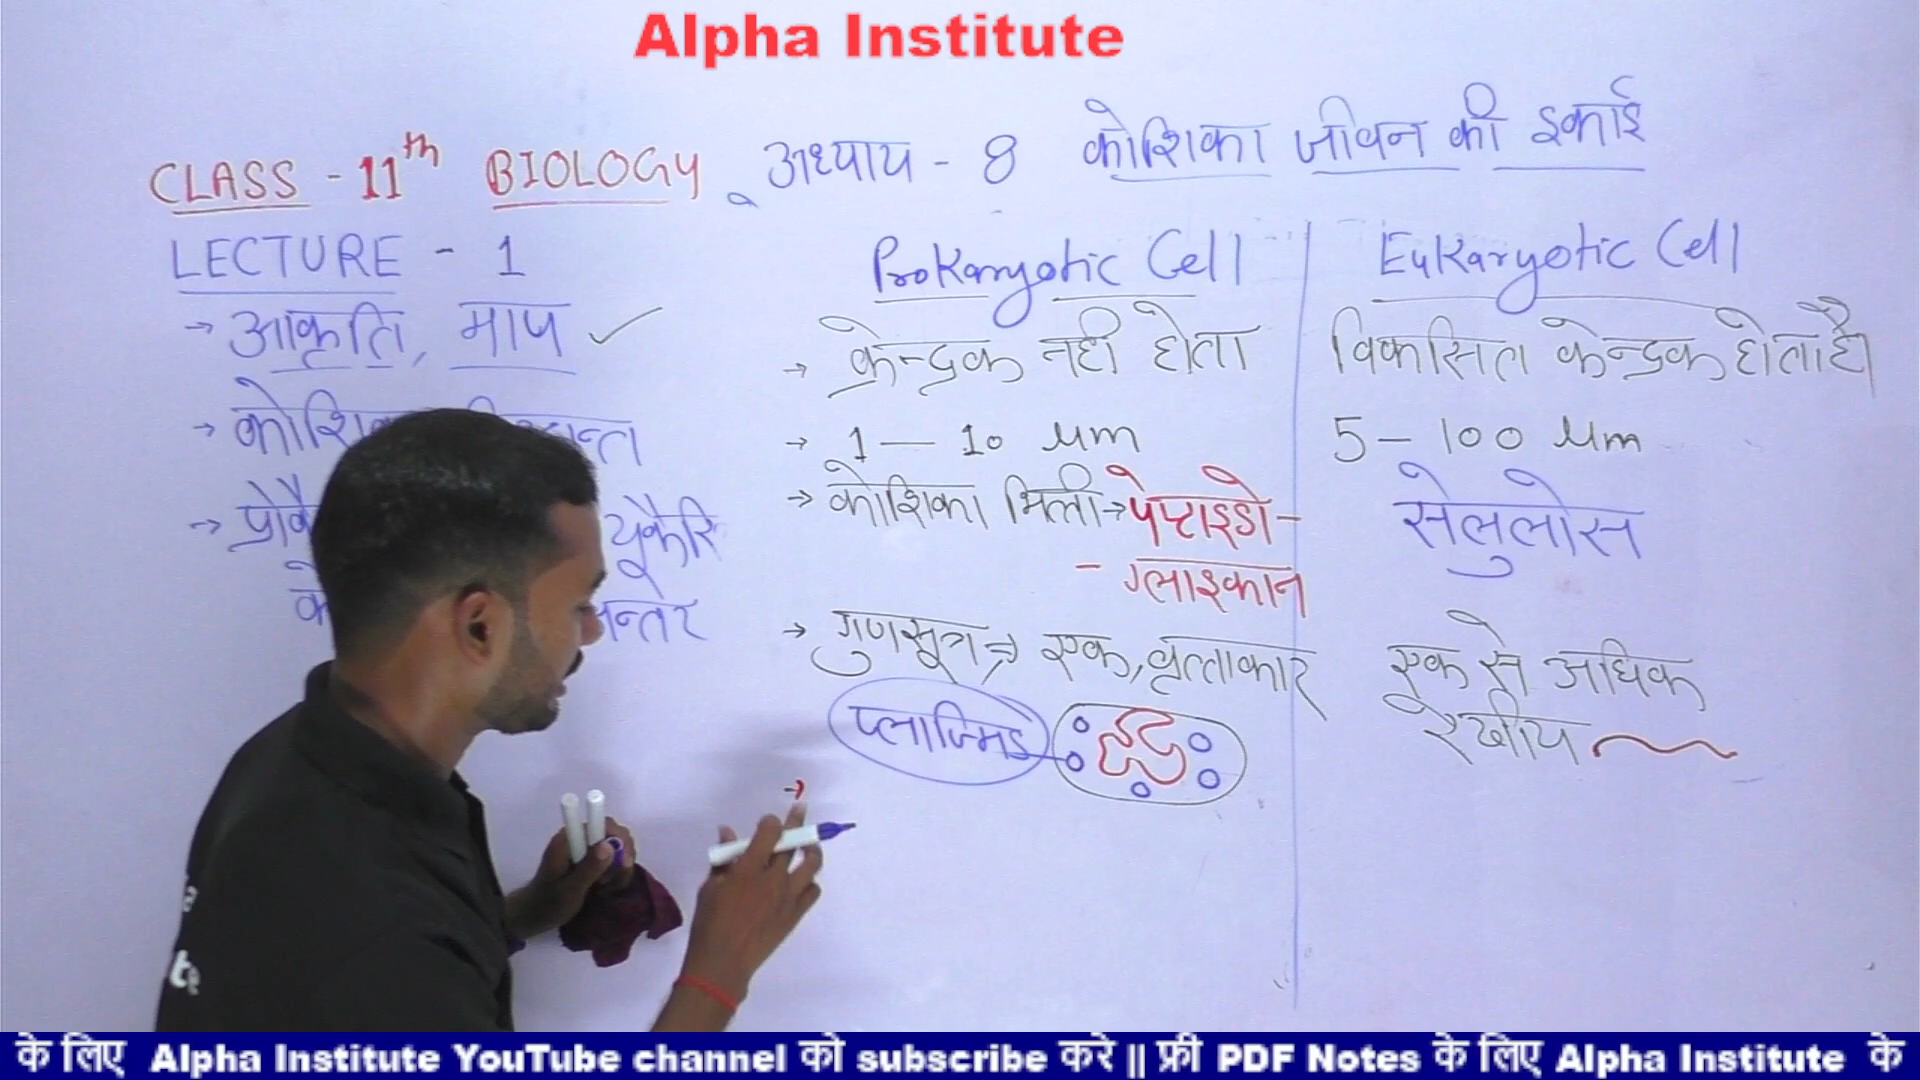 Alpha Institute
CLASS - 11th BIOLOGY
अध्याय - 8 कोशिका जीवन की इकाई
LECTURE - 1
→ आकृति, माप ✓
→
→
अन्तर
Prokaryotic Cell
→ केन्द्रक नही होता
→ 1 — 10 μm
→ कोशिका भित्ती → पेप्टाइडो-
- ग्लाइकान
→ गुणसूत्र → एक, वृत्ताकार
प्लाज्मिड
→
Eukaryotic Cell
विकसित केन्द्रक होता है।
5 – 100 μm
सेलुलोस
एक से अधिक
रेखीय
के लिए Alpha Institute YouTube channel को subscribe करे || फ्री PDF Notes के लिए Alpha Institute के